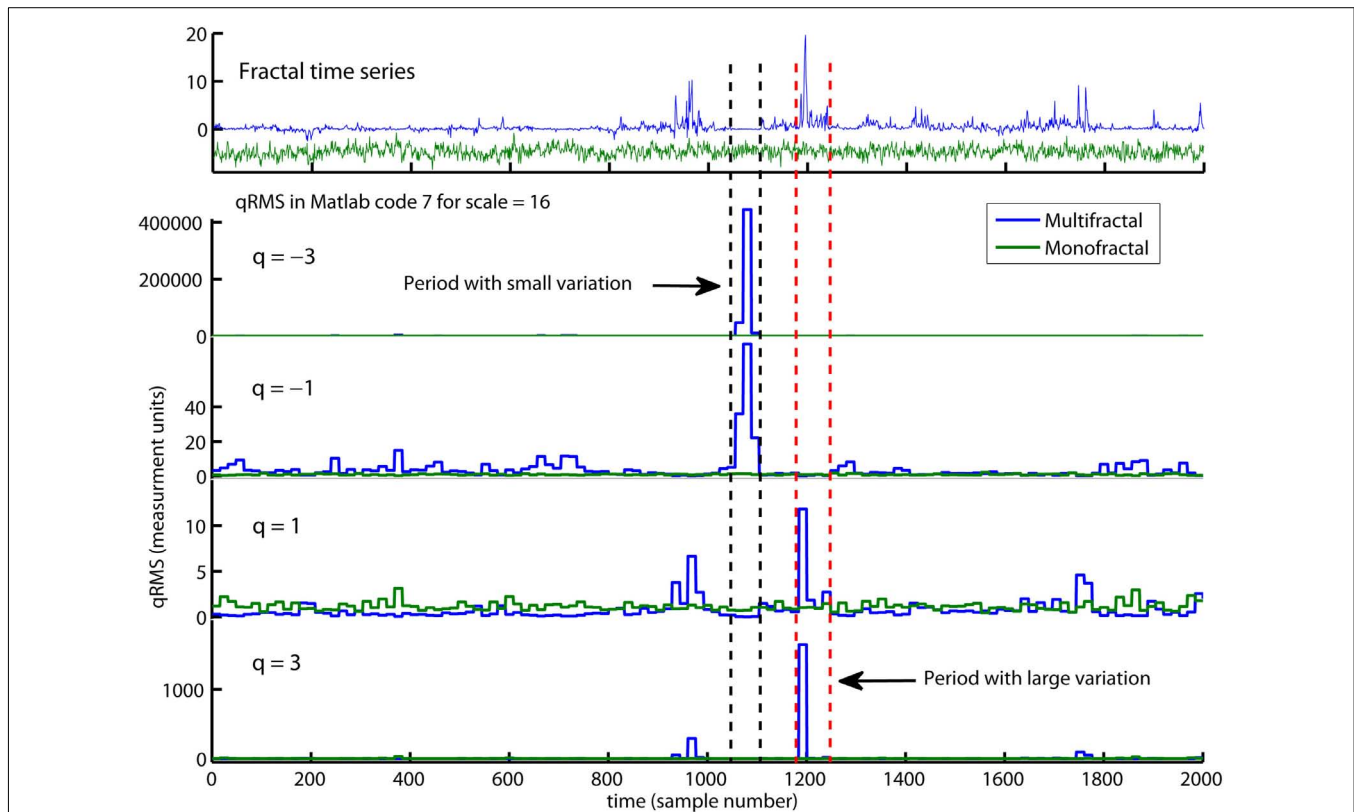 20
Fractal time series
10
0
qRMS in Matlab code 7 for scale = 16
400000
Multifractal
q = −3
Monofractal
Period with small variation
200000
0
q = −1
40
20
0
qRMS (measurment units)
q = 1
10
5
0
q = 3
Period with large variation
1000
0
0 200 400 600 800 1000 1200 1400 1600 1800 2000
time (sample number)